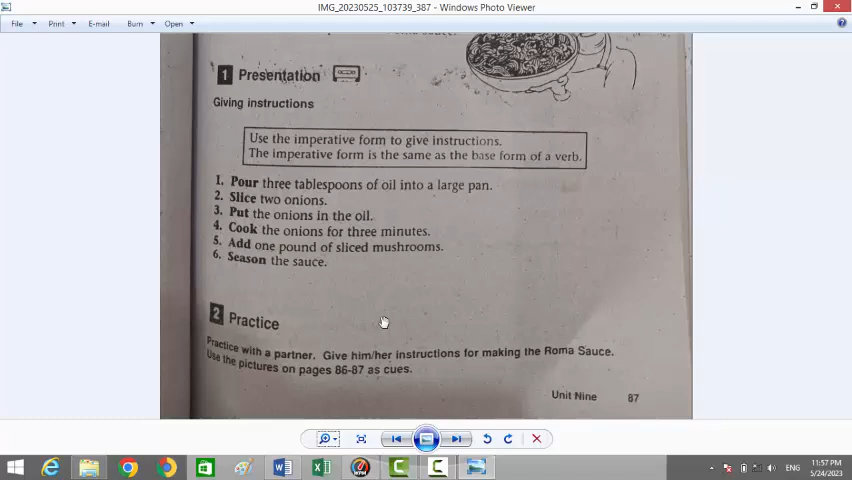 IMG_20230525_103739_387 - Windows Photo Viewer
File Print E-mail Burn Open
1 Presentation
Giving instructions
Use the imperative form to give instructions.
The imperative form is the same as the base form of a verb.
1. Pour three tablespoons of oil into a large pan.
2. Slice two onions.
3. Put the onions in the oil.
4. Cook the onions for three minutes.
5. Add one pound of sliced mushrooms.
6. Season the sauce.
2 Practice
Practice with a partner. Give him/her instructions for making the Roma Sauce.
Use the pictures on pages 86-87 as cues.
Unit Nine 87
ENG
11:57 PM
5/24/2023